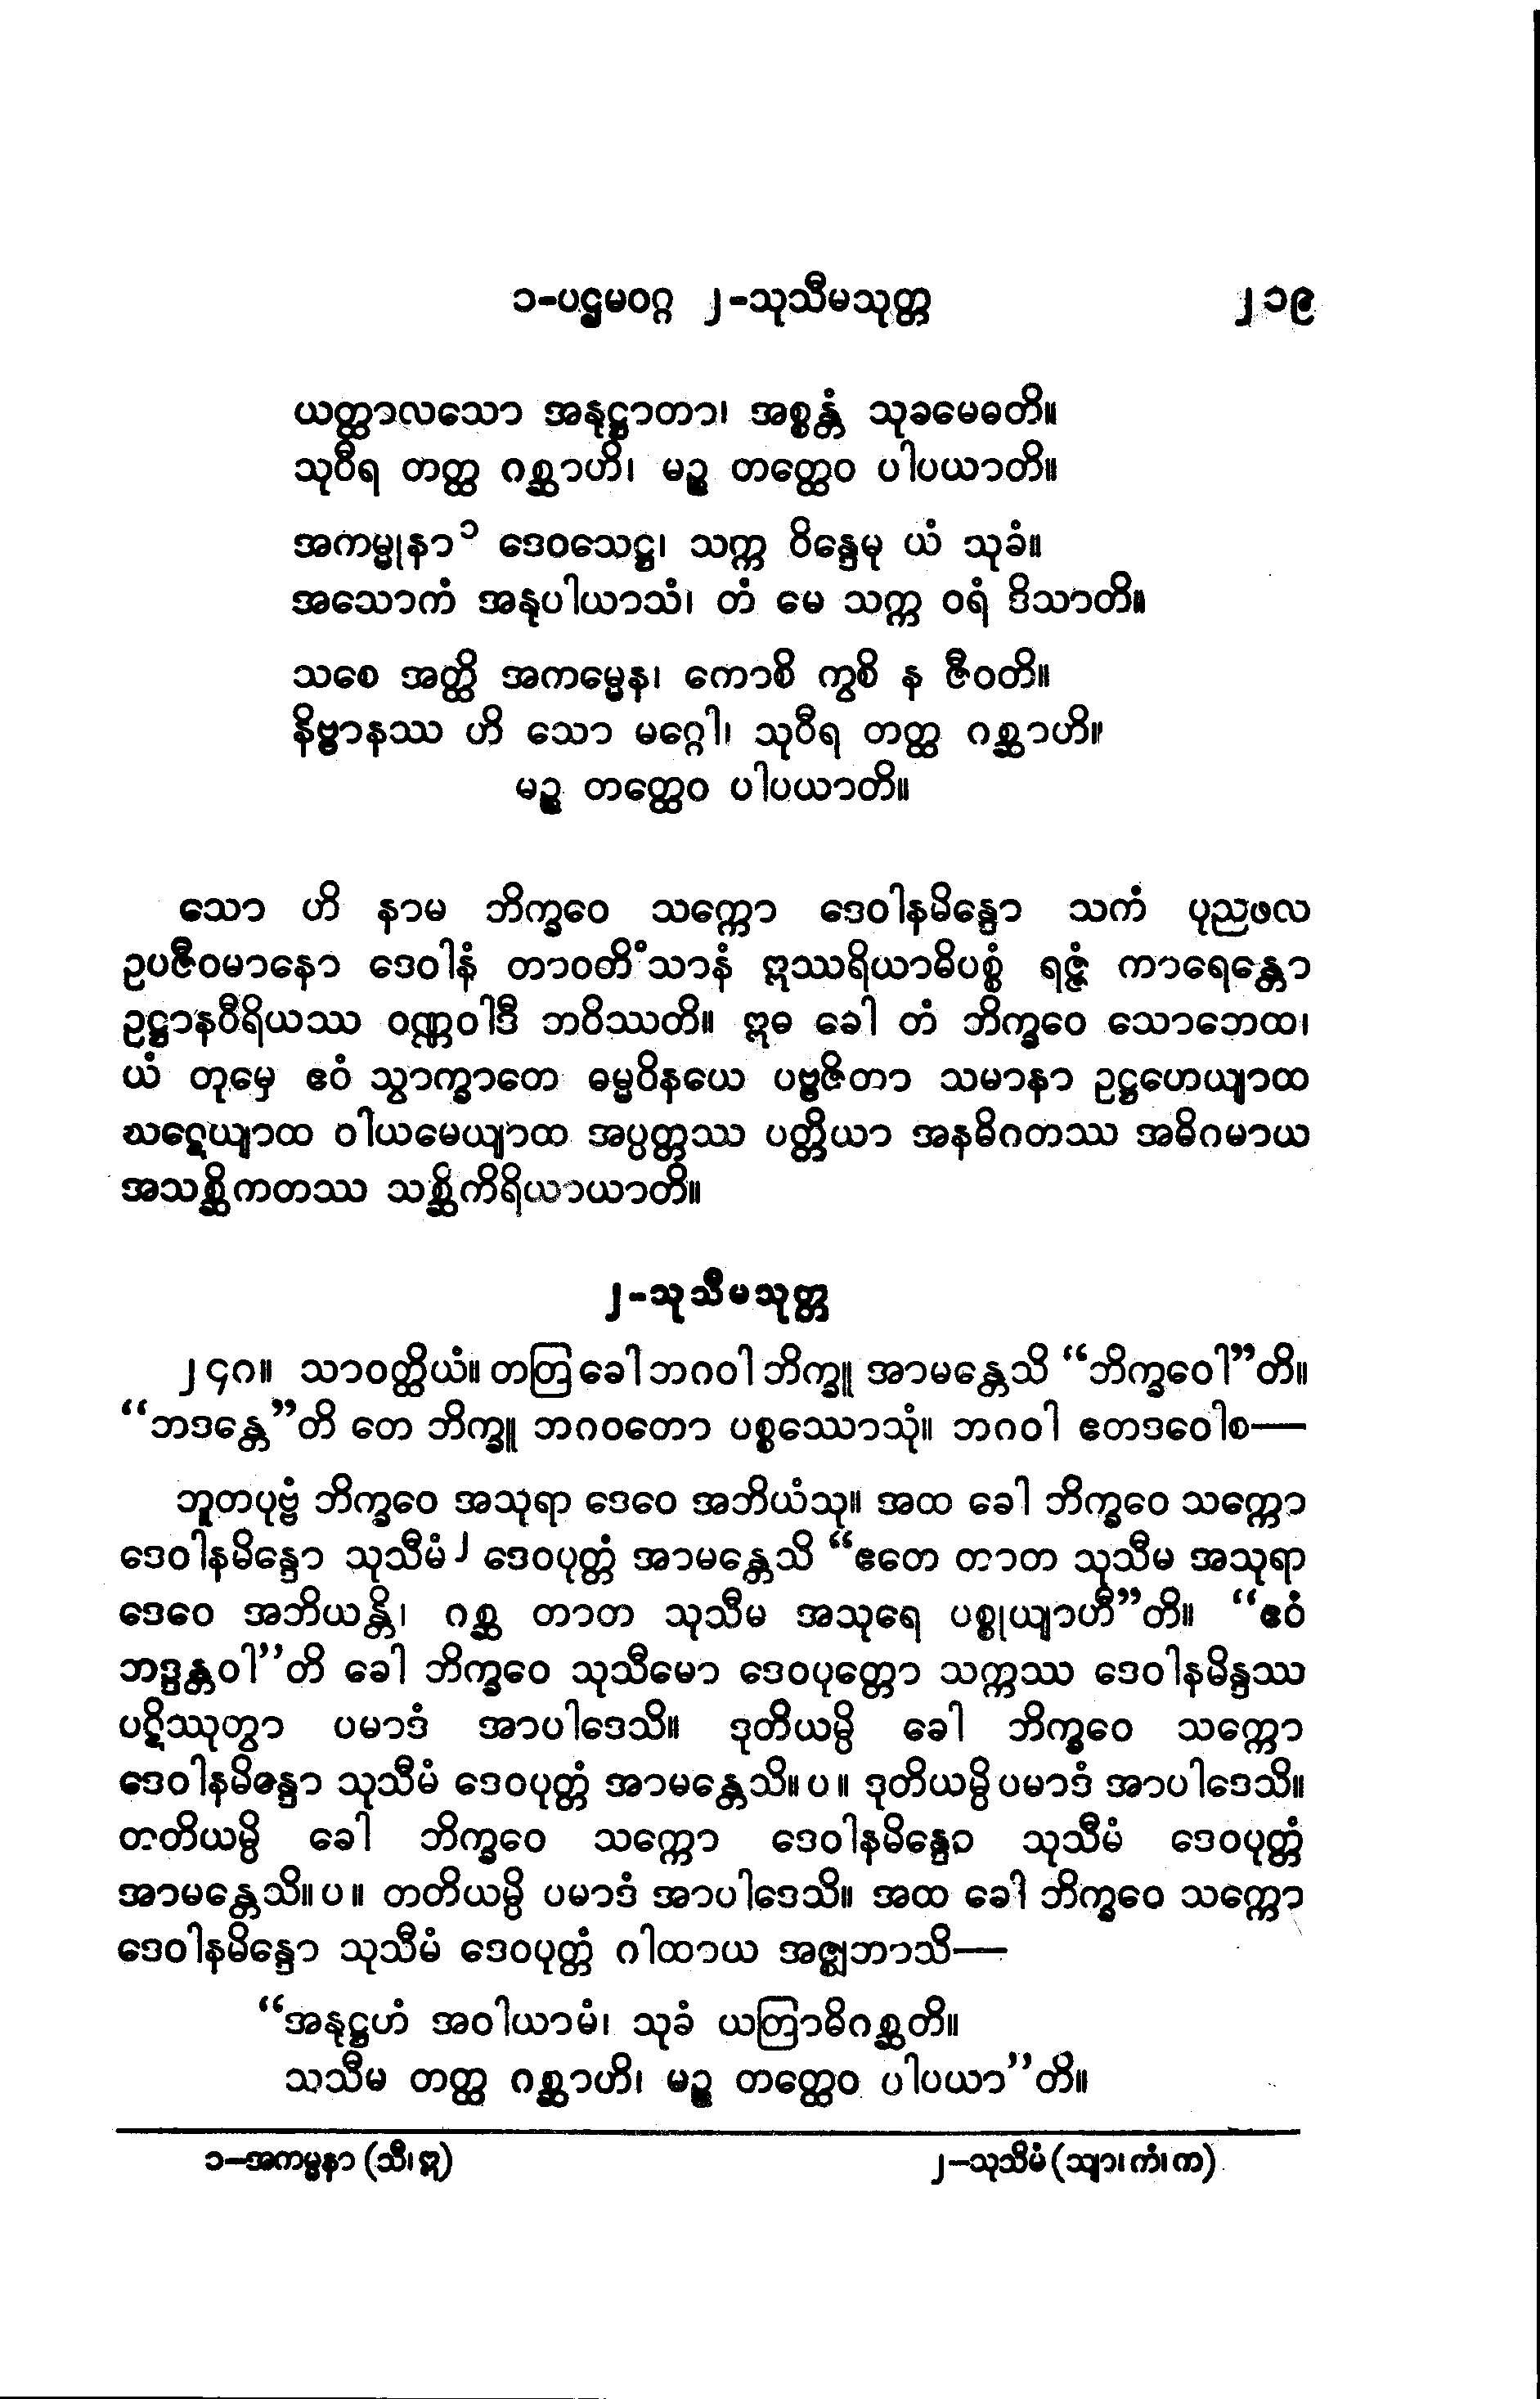 ၁-ပဌမဝဂ္ဂ ၂-သုသီမသုတ္တ ၂၁၉
ယတ္ထာလသော အနုဋ္ဌာတာ၊ အစ္စန္တံ သုခမေဓတိ။
သုဝီရ တတ္ထ ဂစ္ဆာဟိ၊ မဉ္စ တတ္ထေဝ ပါပယာတိ။
အကမ္မုနာ၁ ဒေဝသေဋ္ဌ၊ သက္က ဝိန္ဒေမု ယံ သုခံ။
အသောကံ အနုပါယာသံ၊ တံ မေ သက္က ဝရံ ဒိသာတိ။
သစေ အတ္ထိ အကမ္မေန၊ ကောစိ ကွစိ န ဇီဝတိ။
နိဗ္ဗာနဿ ဟိ သော မဂ္ဂေါ၊ သုဝီရ တတ္ထ ဂစ္ဆာဟိ။
မဉ္စ တတ္ထေဝ ပါပယာတိ။
သော ဟိ နာမ ဘိက္ခဝေ သက္ကော ဒေဝါနမိန္ဒော သကံ ပုညဖလ
ဥပဇီဝမာနော ဒေဝါနံ တာဝတိံသာနံ ဣဿရိယာဓိပစ္စံ ရဇ္ဇံ ကာရေန္တော
ဥဋ္ဌာနဝီရိယဿ ဝဏ္ဏဝါဒီ ဘဝိဿတိ။ ဣဓ ခေါ တံ ဘိက္ခဝေ သောဘေထ၊
ယံ တုမှေ ဧဝံ သွာက္ခာတေ ဓမ္မဝိနယေ ပဗ္ဗဇိတာ သမာနာ ဥဋ္ဌဟေယျာထ
ဃဋေယျာထ ဝါယမေယျာထ အပ္ပတ္တဿ ပတ္တိယာ အနဓိဂတဿ အဓိဂမာယ
အသစ္ဆိကတဿ သစ္ဆိကိရိယာယာတိ။
၂-သုသီမသုတ္တ
၂၄၈။ သာဝတ္ထိယံ။ တတြ ခေါ ဘဂဝါ ဘိက္ခူ အာမန္တေသိ “ဘိက္ခဝေါ”တိ။
“ဘဒန္တေ”တိ တေ ဘိက္ခူ ဘဂဝတော ပစ္စဿောသုံ။ ဘဂဝါ ဧတဒဝေါစ—
ဘူတပုဗ္ဗံ ဘိက္ခဝေ အသုရာ ဒေဝေ အဘိယံသု။ အထ ခေါ ဘိက္ခဝေ သက္ကော
ဒေဝါနမိန္ဒော သုသီမံ၂ ဒေဝပုတ္တံ အာမန္တေသိ “ဧတေ တာတ သုသီမ အသုရာ
ဒေဝေ အဘိယန္တိ၊ ဂစ္ဆ တာတ သုသီမ အသုရေ ပစ္စုယျာဟီ”တိ။ “ဧဝံ
ဘဒ္ဒန္တဝါ”တိ ခေါ ဘိက္ခဝေ သုသီမော ဒေဝပုတ္တော သက္ကဿ ဒေဝါနမိန္ဒဿ
ပဋိဿုတွာ ပမာဒံ အာပါဒေသိ။ ဒုတိယမ္ပိ ခေါ ဘိက္ခဝေ သက္ကော
ဒေဝါနမိန္ဒော သုသီမံ ဒေဝပုတ္တံ အာမန္တေသိ။ ပ ။ ဒုတိယမ္ပိ ပမာဒံ အာပါဒေသိ။
တတိယမ္ပိ ခေါ ဘိက္ခဝေ သက္ကော ဒေဝါနမိန္ဒော သုသီမံ ဒေဝပုတ္တံ
အာမန္တေသိ။ ပ ။ တတိယမ္ပိ ပမာဒံ အာပါဒေသိ။ အထ ခေါ ဘိက္ခဝေ သက္ကော
ဒေဝါနမိန္ဒော သုသီမံ ဒေဝပုတ္တံ ဂါထာယ အဇ္ဈဘာသိ—
“အနုဋ္ဌဟံ အဝါယာမံ၊ သုခံ ယတြာဓိဂစ္ဆတိ။
သသီမ တတ္ထ ဂစ္ဆာဟိ၊ မဉ္စ တတ္ထေဝ ပါပယာ”တိ။
၁—အကမ္မနာ (သီ၊ ဣ) ၂—သုသိမံ (သျာ၊ ကံ၊ က)